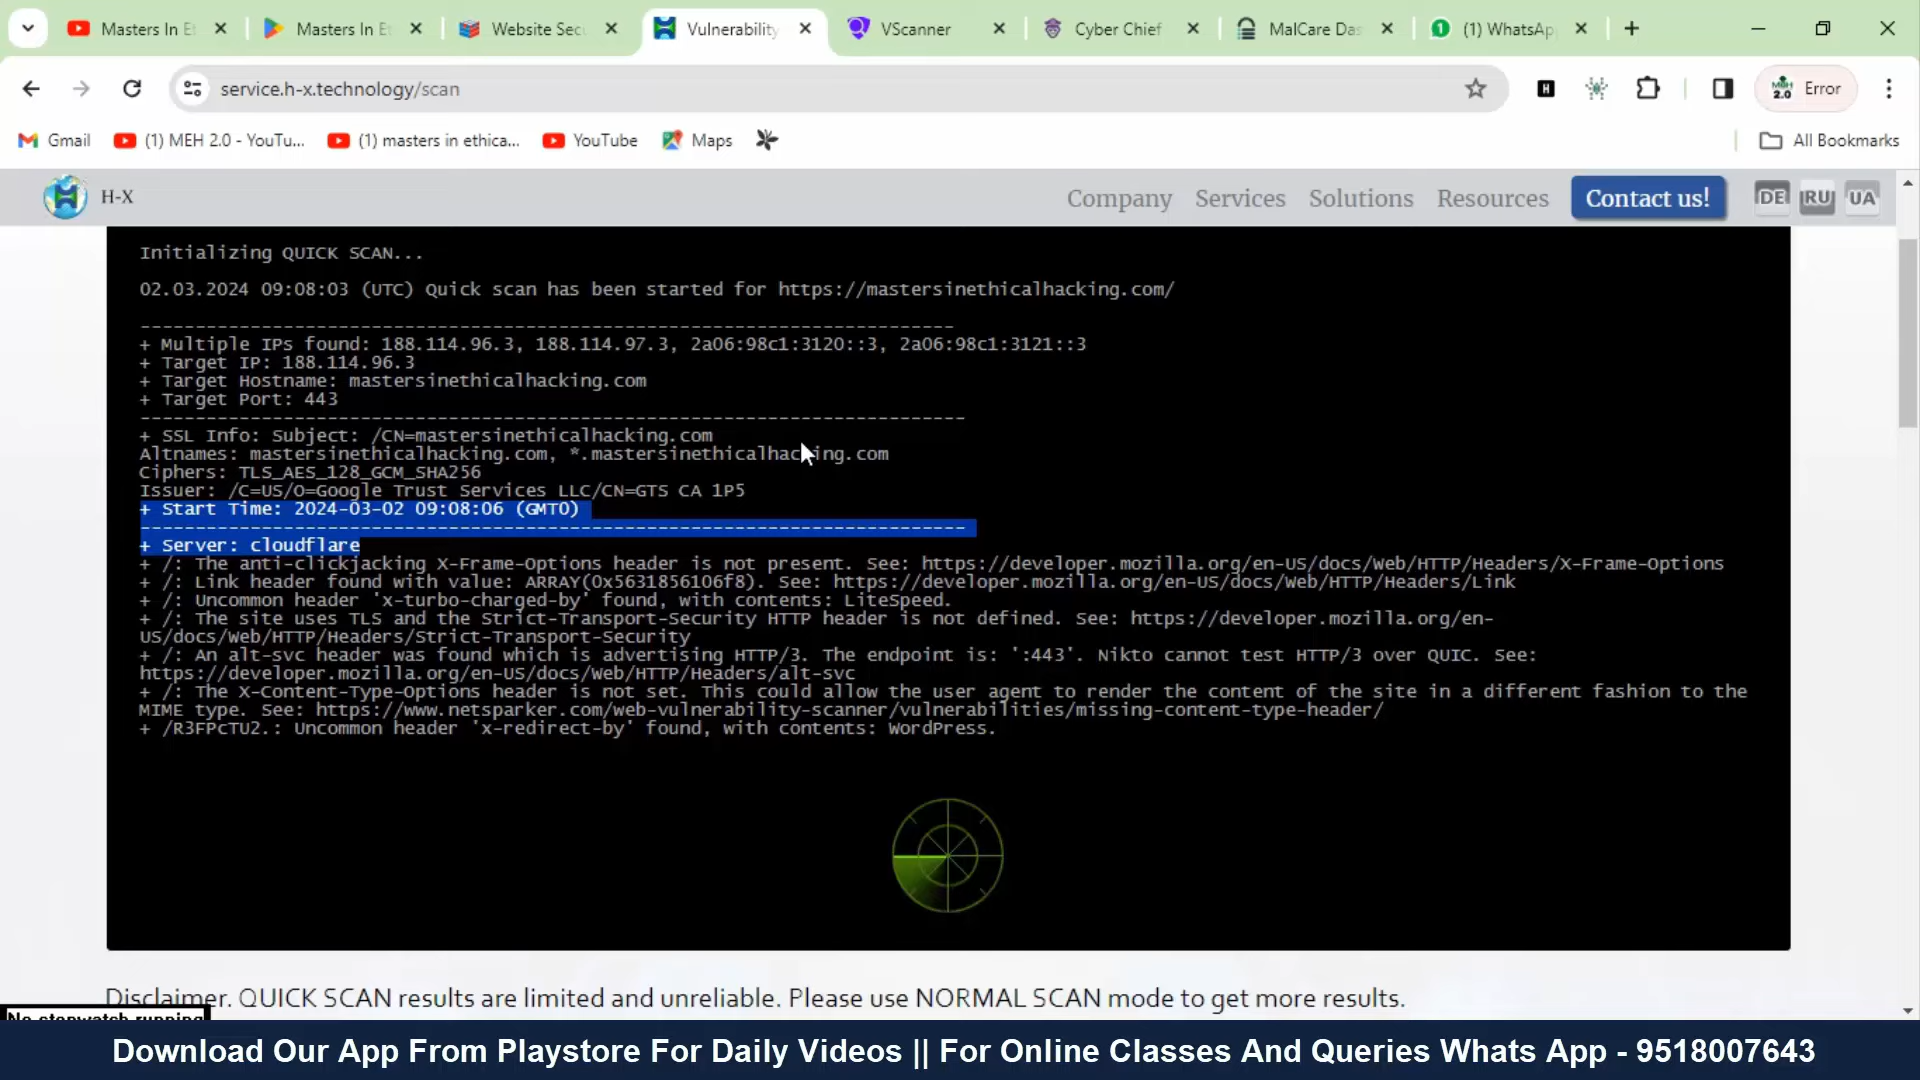 Masters In E
Masters In E
Website Sec
Vulnerability
VScanner
Cyber Chief
MalCare Das
(1) WhatsAp
service.h-x.technology/scan
Error
Gmail
(1) MEH 2.0 - YouTu...
(1) masters in ethica...
YouTube
Maps
All Bookmarks
H-X
Company
Services
Solutions
Resources
Contact us!
DE
RU
UA
Initializing QUICK SCAN...
02.03.2024 09:08:03 (UTC) Quick scan has been started for https://mastersinethicalhacking.com/
--------------------------------------------------------------------------
+ Multiple IPs found: 188.114.96.3, 188.114.97.3, 2a06:98c1:3120::3, 2a06:98c1:3121::3
+ Target IP: 188.114.96.3
+ Target Hostname: mastersinethicalhacking.com
+ Target Port: 443
---------------------------------------------------------------------------
+ SSL Info: Subject: /CN=mastersinethicalhacking.com
Altnames: mastersinethicalhacking.com, *.mastersinethicalhacking.com
Ciphers: TLS_AES_128_GCM_SHA256
Issuer: /C=US/O=Google Trust Services LLC/CN=GTS CA 1P5
+ Start Time: 2024-03-02 09:08:06 (GMT0)
---------------------------------------------------------------------------
+ Server: cloudflare
+ /: The anti-clickjacking X-Frame-Options header is not present. See: https://developer.mozilla.org/en-US/docs/Web/HTTP/Headers/X-Frame-Options
+ /: Link header found with value: ARRAY(0x5631856106f8). See: https://developer.mozilla.org/en-US/docs/Web/HTTP/Headers/Link
+ /: Uncommon header 'x-turbo-charged-by' found, with contents: LiteSpeed.
+ /: The site uses TLS and the Strict-Transport-Security HTTP header is not defined. See: https://developer.mozilla.org/en-
US/docs/Web/HTTP/Headers/Strict-Transport-Security
+ /: An alt-svc header was found which is advertising HTTP/3. The endpoint is: ':443'. Nikto cannot test HTTP/3 over QUIC. See:
https://developer.mozilla.org/en-US/docs/Web/HTTP/Headers/alt-svc
+ /: The X-Content-Type-Options header is not set. This could allow the user agent to render the content of the site in a different fashion to the
MIME type. See: https://www.netsparker.com/web-vulnerability-scanner/vulnerabilities/missing-content-type-header/
+ /R3FPcTU2.: Uncommon header 'x-redirect-by' found, with contents: WordPress.
Disclaimer. QUICK SCAN results are limited and unreliable. Please use NORMAL SCAN mode to get more results.
No stopwatch running
Download Our App From Playstore For Daily Videos || For Online Classes And Queries Whats App - 9518007643